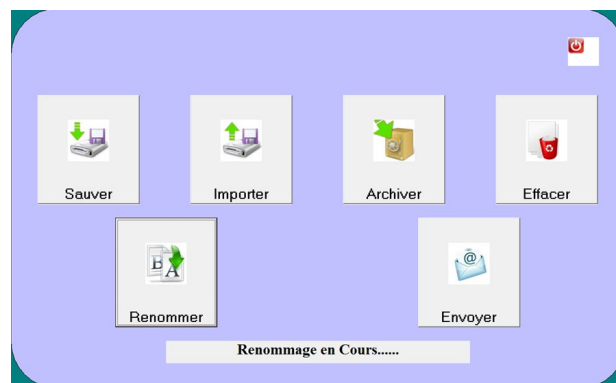 Sauver
Importer
Archiver
Effacer
B A
@
Renommer
Envoyer
Renommage en Cours......